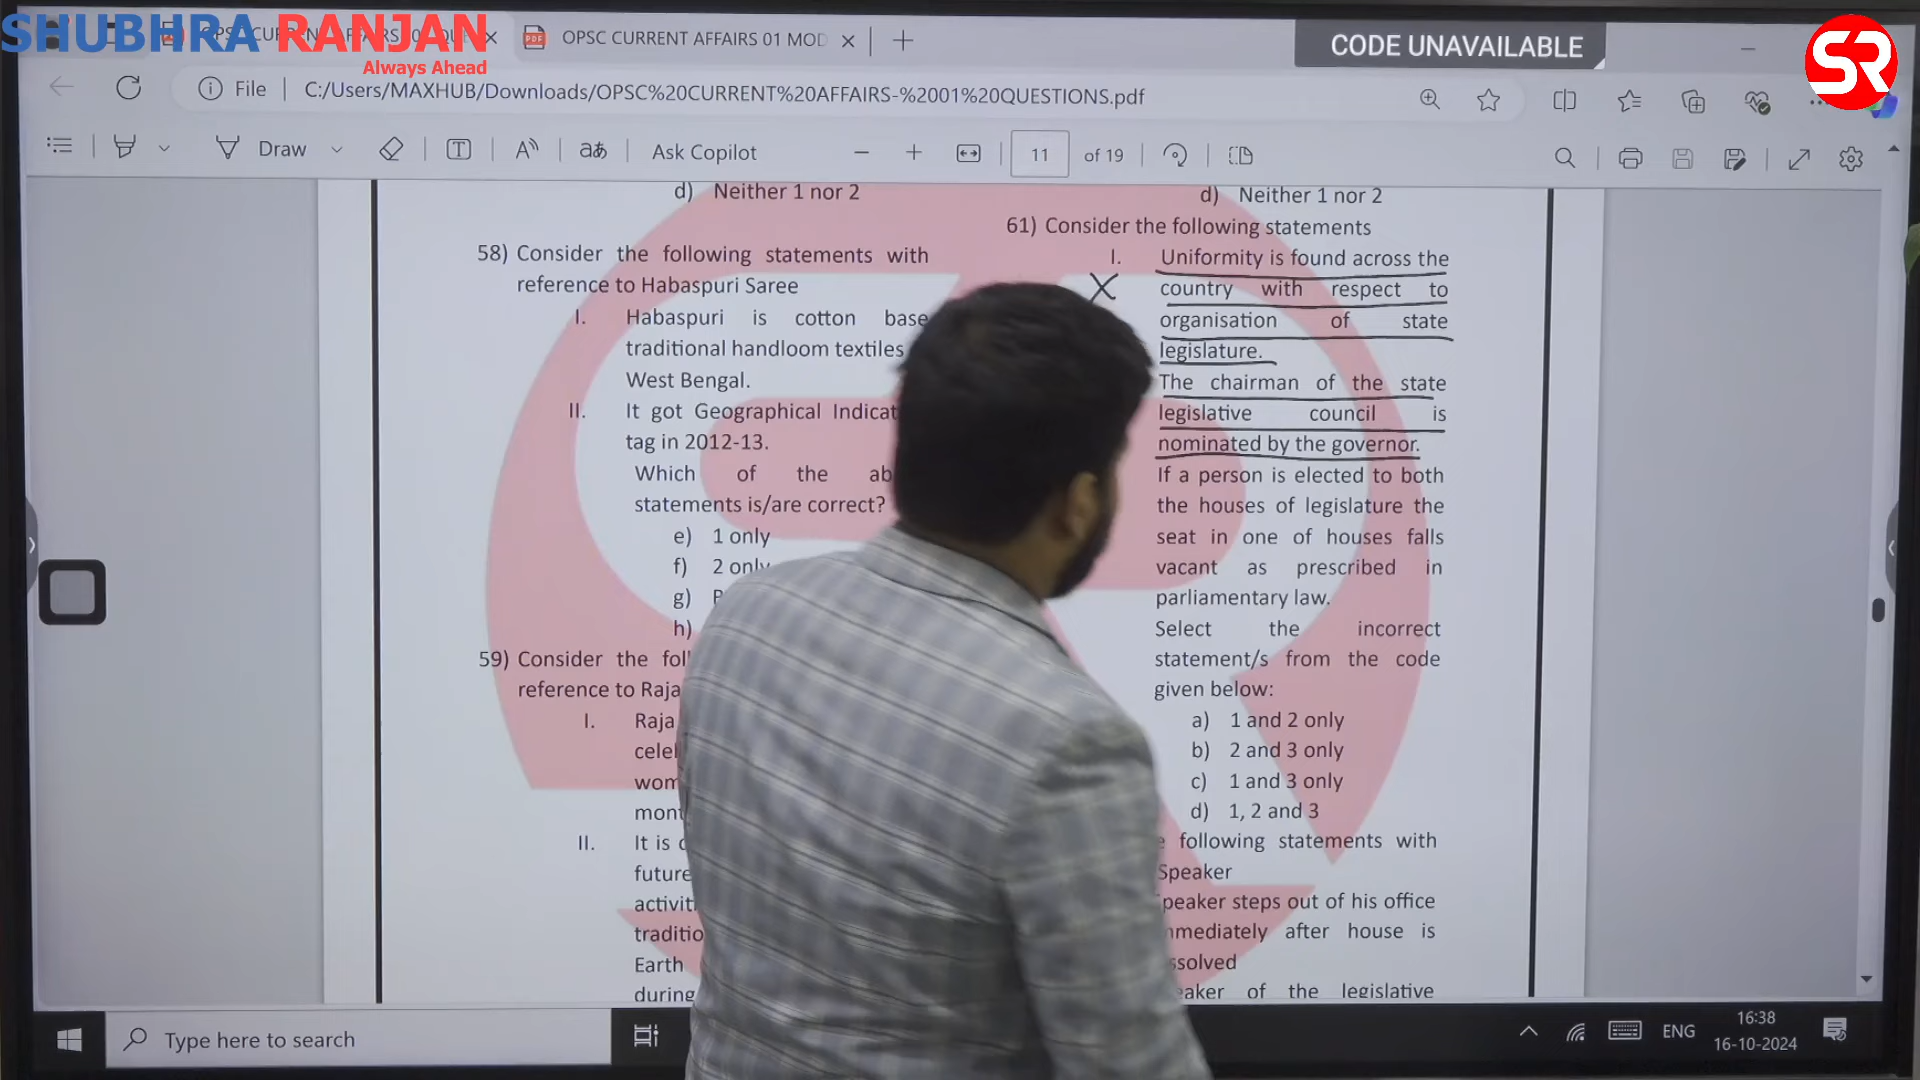 SHUBHRA RANJAN
Always Ahead
OPSC CURRENT AFFAIRS 01 MOD
CODE UNAVAILABLE
SR
File
C:/Users/MAXHUB/Downloads/OPSC%20CURRENT%20AFFAIRS-%2001%20QUESTIONS.pdf
Draw
Ask Copilot
11 of 19
d) Neither 1 nor 2
58) Consider the following statements with
reference to Habaspuri Saree
I. Habaspuri is cotton base
traditional handloom textiles
West Bengal.
II. It got Geographical Indicat
tag in 2012-13.
Which of the ab
statements is/are correct?
e) 1 only
f) 2 only
g)
h)
59) Consider the fol
reference to Raja
I. Raja
celel
wom
mont
II. It is
future
activit
traditio
Earth
during
d) Neither 1 nor 2
61) Consider the following statements
I. Uniformity is found across the
country with respect to
organisation of state
legislature.
The chairman of the state
legislative council is
nominated by the governor.
If a person is elected to both
the houses of legislature the
seat in one of houses falls
vacant as prescribed in
parliamentary law.
Select the incorrect
statement/s from the code
given below:
a) 1 and 2 only
b) 2 and 3 only
c) 1 and 3 only
d) 1, 2 and 3
following statements with
Speaker
peaker steps out of his office
mmediately after house is
ssolved
eaker of the legislative
Type here to search
ENG
16:38
16-10-2024